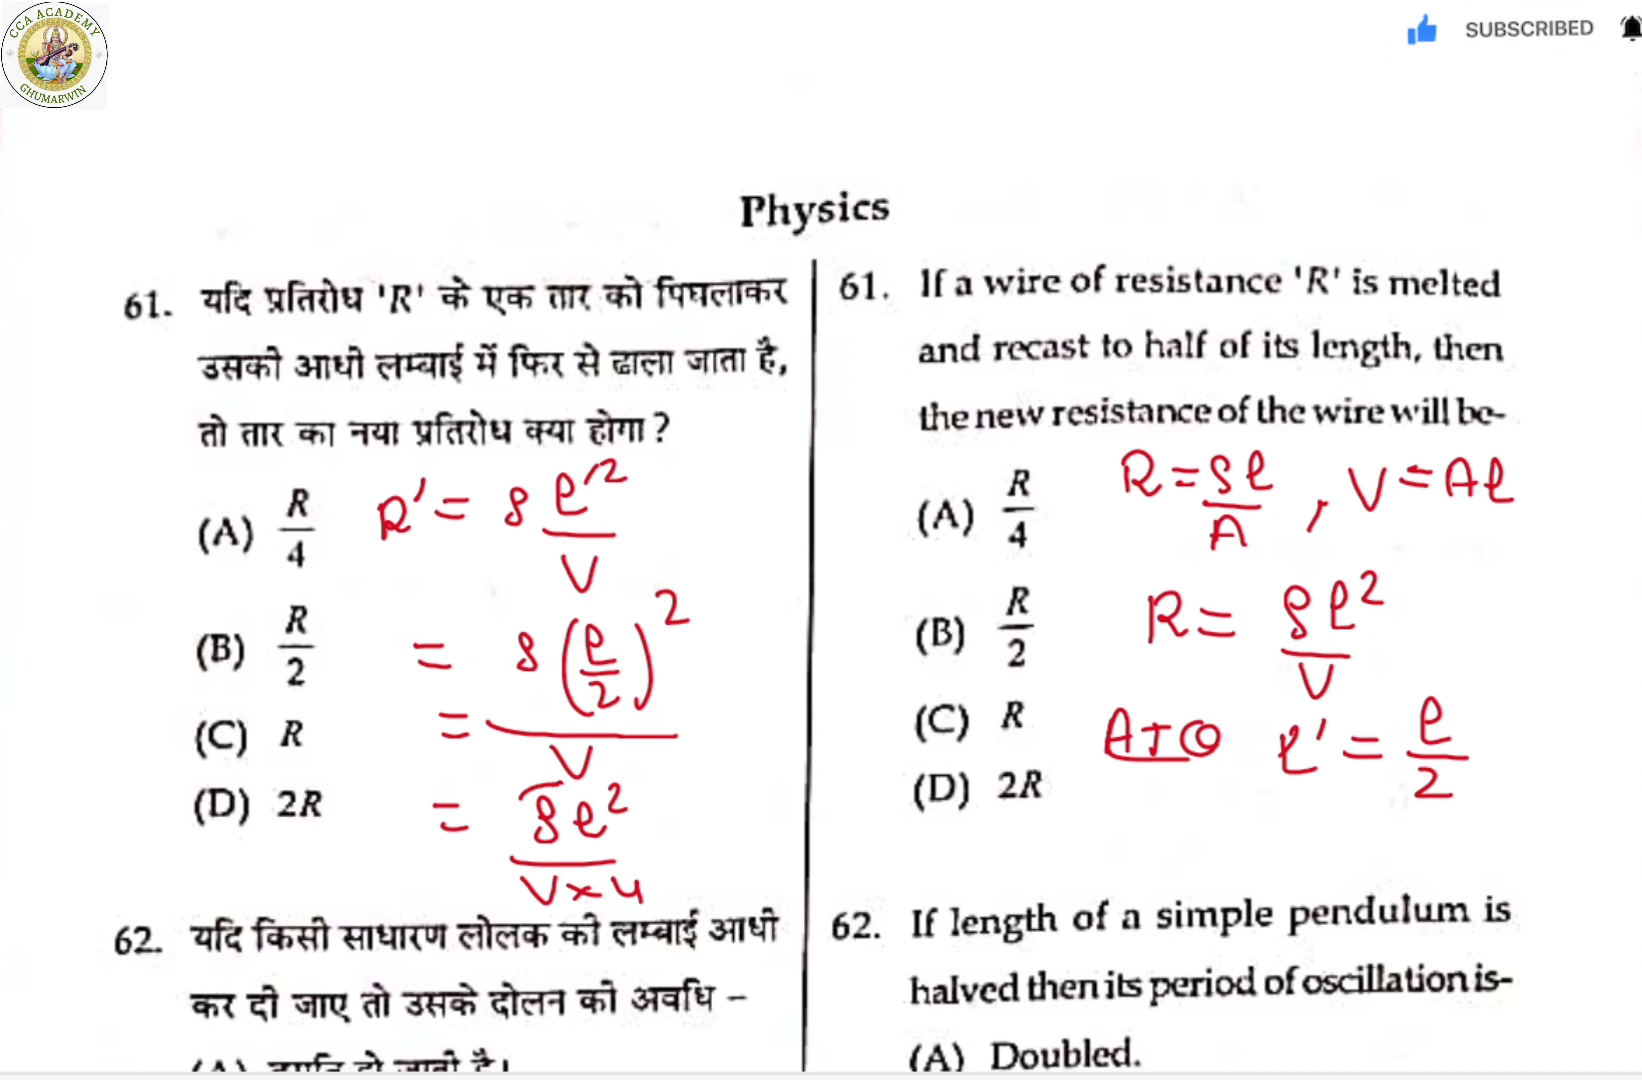 CCA ACADEMY
GHUMARWIN
SUBSCRIBED
Physics
61. यदि प्रतिरोध 'R' के एक तार को पिघलाकर
उसकी आधी लम्बाई में फिर से ढाला जाता है,
तो तार का नया प्रतिरोध क्या होगा ?
(A) R/4
(B) R/2
(C) R
(D) 2R
R' = ρ l'²/V
= ρ (l/2)²
= V
= ρl²/V×4
62. यदि किसी साधारण लोलक की लम्बाई आधी
कर दी जाए तो उसके दोलन की अवधि –
61. If a wire of resistance 'R' is melted
and recast to half of its length, then
the new resistance of the wire will be-
(A) R/4
(B) R/2
(C) R
(D) 2R
R = ρl/A , V = Al
R = ρl²/V
ATQ l' = l/2
62. If length of a simple pendulum is
halved then its period of oscillation is-
(A) Doubled.